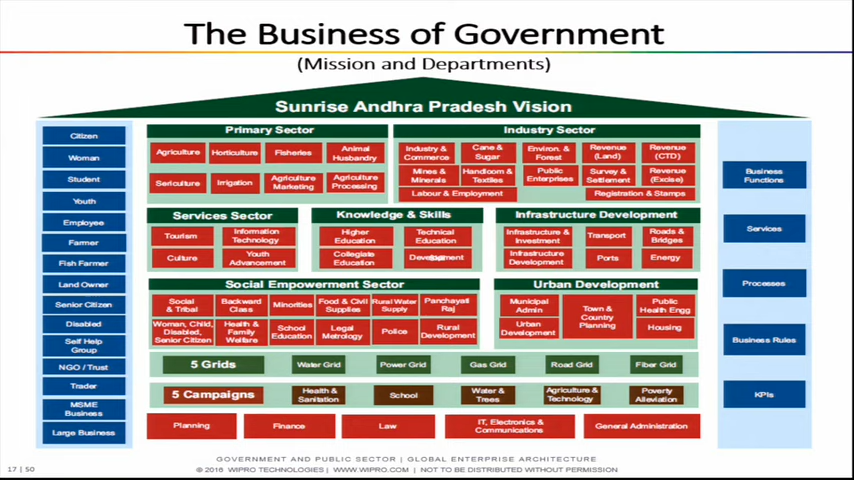 The Business of Government
(Mission and Departments)
Sunrise Andhra Pradesh Vision
Citizen
Woman
Student
Youth
Employee
Farmer
Fish Farmer
Land Owner
Senior Citizen
Disabled
Self Help
Group
NGO / Trust
Trader
MSME
Business
Large Business
Primary Sector
Agriculture
Horticulture
Fisheries
Animal
Husbandry
Sericulture
Irrigation
Agriculture
Marketing
Agriculture
Processing
Industry Sector
Industry &
Commerce
Cane &
Sugar
Environ. &
Forest
Revenue
(Land)
Revenue
(CTD)
Mines &
Minerals
Handloom &
Textiles
Public
Enterprises
Survey &
Settlement
Revenue
(Excise)
Labour & Employment
Registration & Stamps
Services Sector
Tourism
Information
Technology
Culture
Youth
Advancement
Knowledge & Skills
Higher
Education
Technical
Education
Collegiate
Education
Infrastructure Development
Infrastructure &
Investment
Transport
Roads &
Bridges
Infrastructure
Development
Ports
Energy
Social Empowerment Sector
Social
& Tribal
Backward
Class
Minorities
Food & Civil
Supplies
Rural Water
Supply
Panchayati
Raj
Woman, Child,
Disabled,
Senior Citizen
Health &
Family
Welfare
School
Education
Legal
Metrology
Police
Rural
Development
Urban Development
Municipal
Admin
Town &
Country
Planning
Public
Health Engg
Urban
Development
Housing
5 Grids
Water Grid
Power Grid
Gas Grid
Road Grid
Fiber Grid
5 Campaigns
Health &
Sanitation
School
Water &
Trees
Agriculture &
Technology
Poverty
Alleviation
Planning
Finance
Law
IT, Electronics &
Communications
General Administration
Business
Functions
Services
Processes
Business Rules
KPIs
GOVERNMENT AND PUBLIC SECTOR | GLOBAL ENTERPRISE ARCHITECTURE
17 | 50
© 2016 WIPRO TECHNOLOGIES | WWW.WIPRO.COM | NOT TO BE DISTRIBUTED WITHOUT PERMISSION